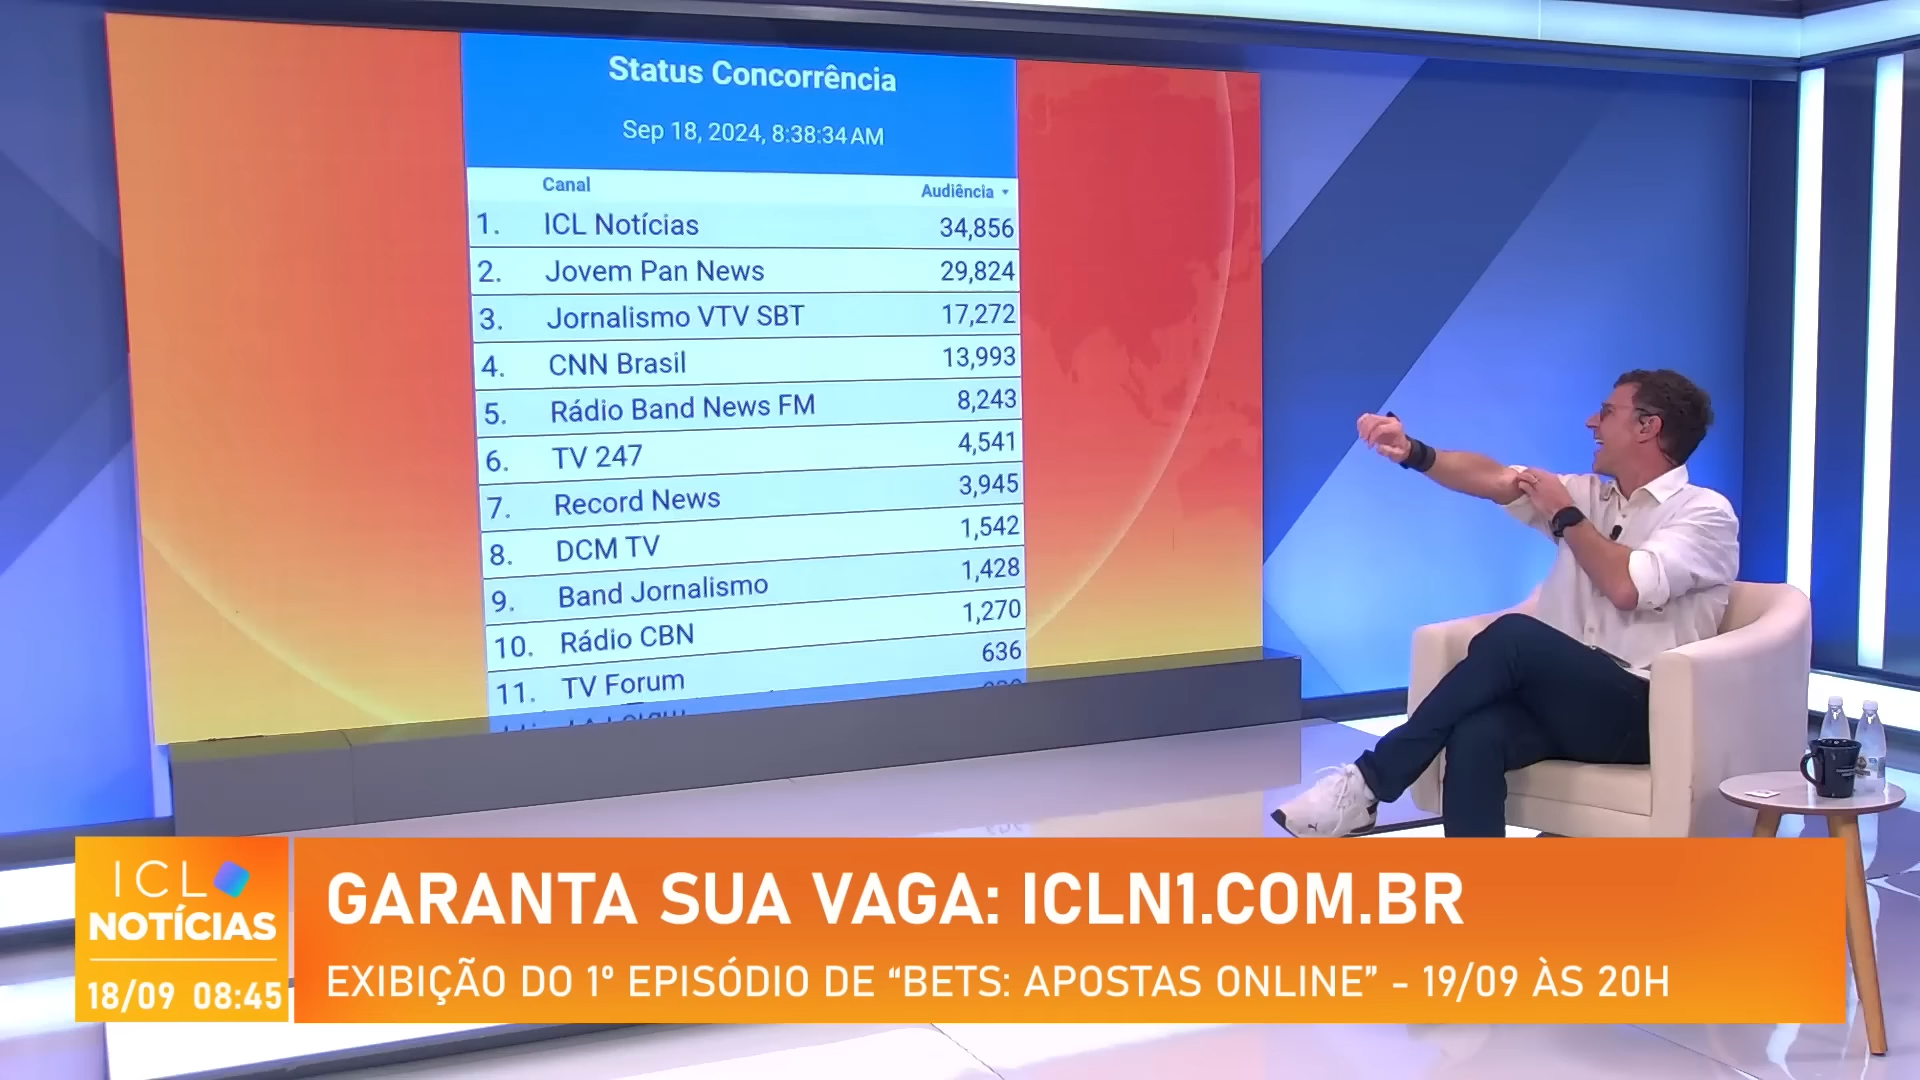 Status Concorrência
Sep 18, 2024, 8:38:34 AM
Canal Audiência
1. ICL Notícias 34,856
2. Jovem Pan News 29,824
3. Jornalismo VTV SBT 17,272
4. CNN Brasil 13,993
5. Rádio Band News FM 8,243
6. TV 247 4,541
7. Record News 3,945
8. DCM TV 1,542
9. Band Jornalismo 1,428
10. Rádio CBN 1,270
11. TV Forum 636
ICL
NOTÍCIAS
18/09 08:45
GARANTA SUA VAGA: ICLN1.COM.BR
EXIBIÇÃO DO 1º EPISÓDIO DE “BETS: APOSTAS ONLINE” - 19/09 ÀS 20H